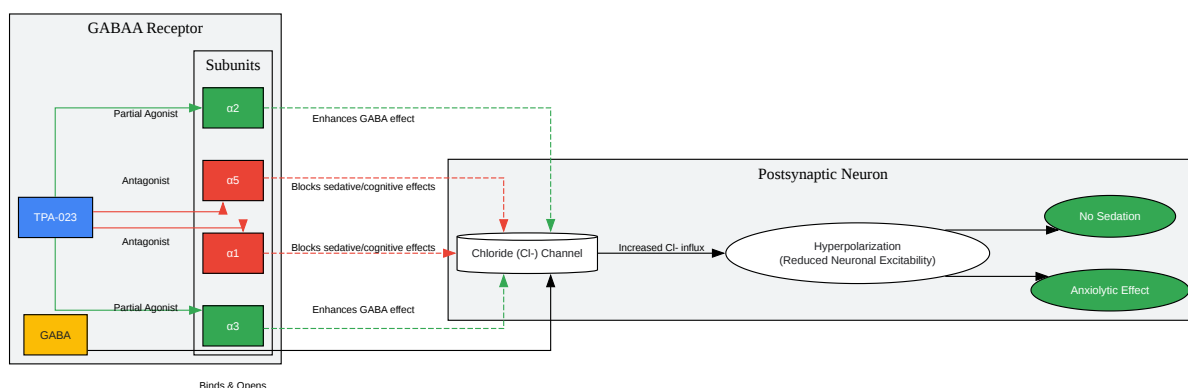 GABAA Receptor
Subunits
α2
Partial Agonist
Enhances GABA effect
α5
Antagonist
Blocks sedative/cognitive effects
TPA-023
Antagonist
α1
Blocks sedative/cognitive effects
Partial Agonist
α3
Enhances GABA effect
GABA
Binds & Opens
Postsynaptic Neuron
Chloride (Cl-) Channel
Increased Cl- influx
Hyperpolarization
(Reduced Neuronal Excitability)
No Sedation
Anxiolytic Effect